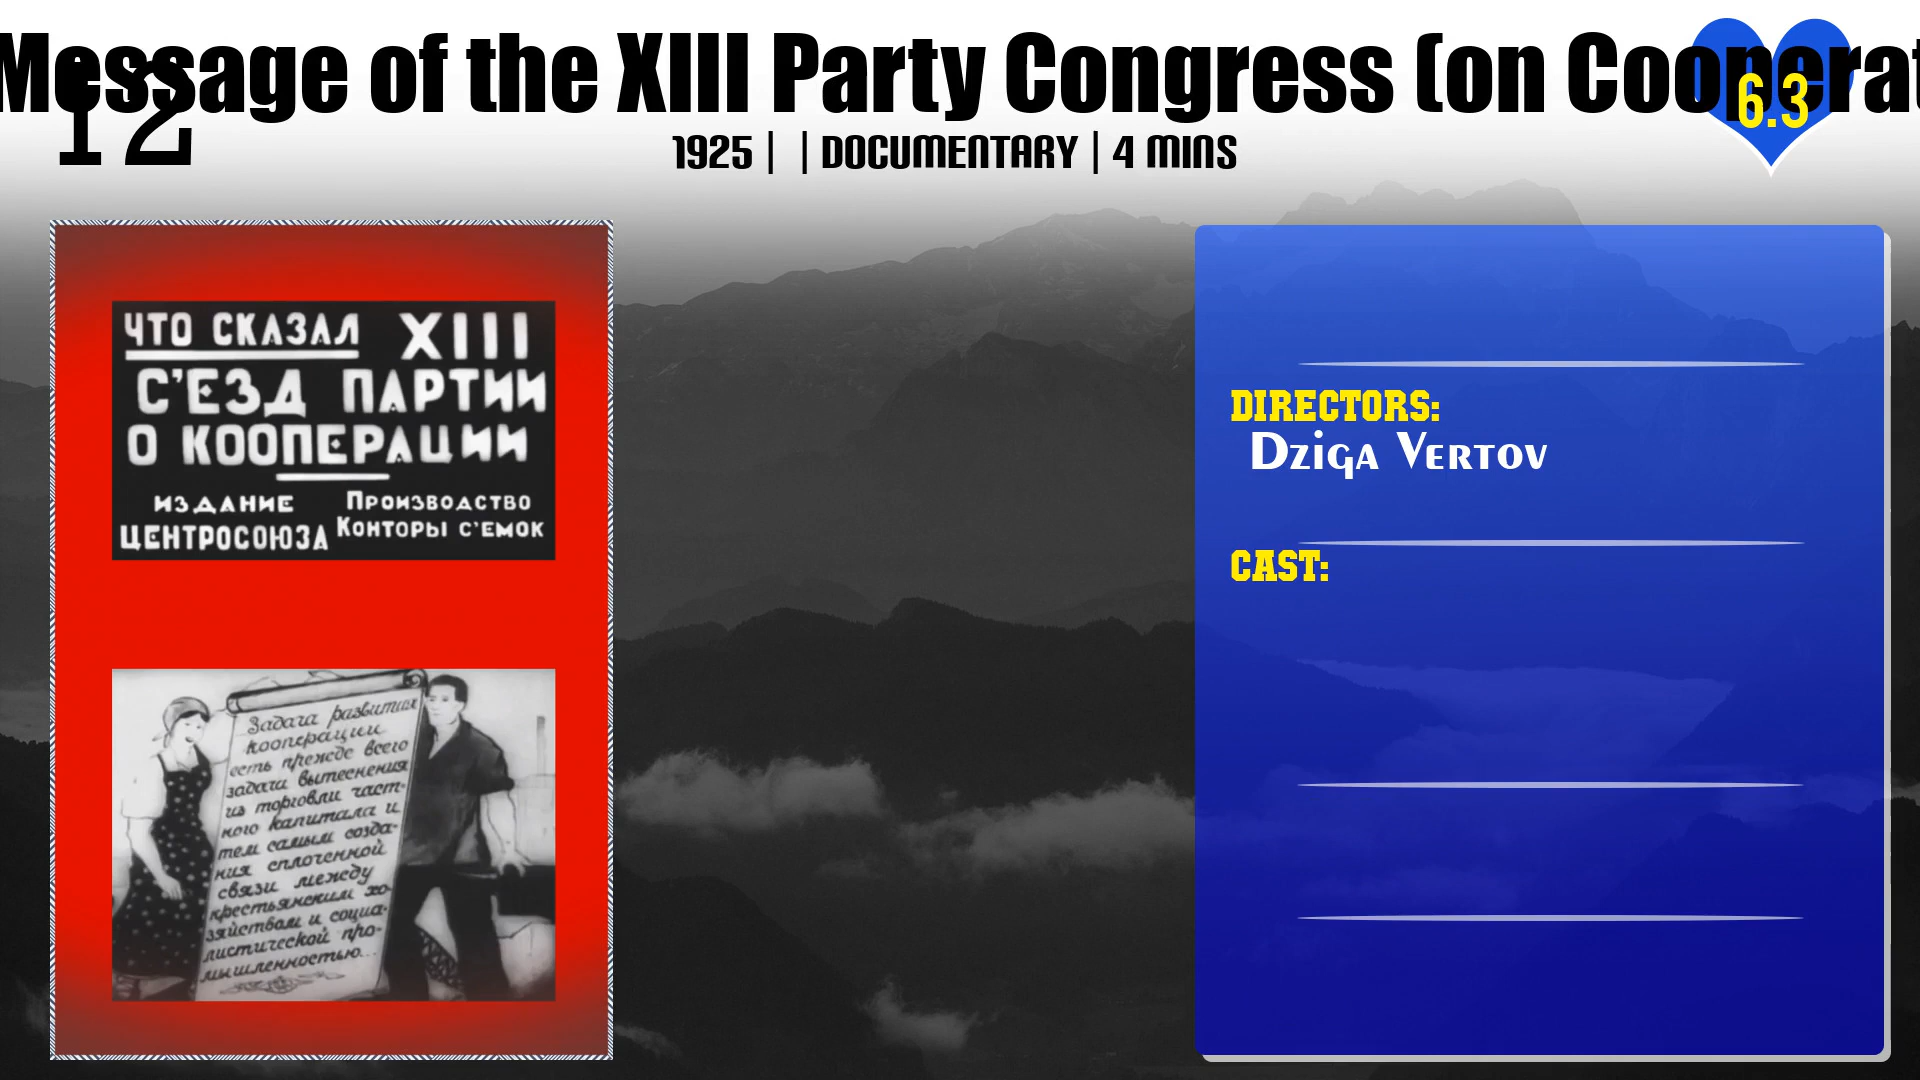 Message of the XIII Party Congress (on Cooperat
12
6.3
1925 | | DOCUMENTARY | 4 MINS
ЧТО СКАЗАЛ XIII
С'ЕЗД ПАРТИИ
О КООПЕРАЦИИ
ИЗДАНИЕ
ЦЕНТРОСОЮЗА
ПРОИЗВОДСТВО
КОНТОРЫ С'ЕМОК
Задача развития
кооперации
есть прежде всего
задача вытеснения
из торговли част-
ного капитала и
тем самым созда-
ния сплоченной
связи между
крестьянским хо-
зяйством и социа-
листической про-
мышленностью...
DIRECTORS:
Dziga Vertov
CAST: